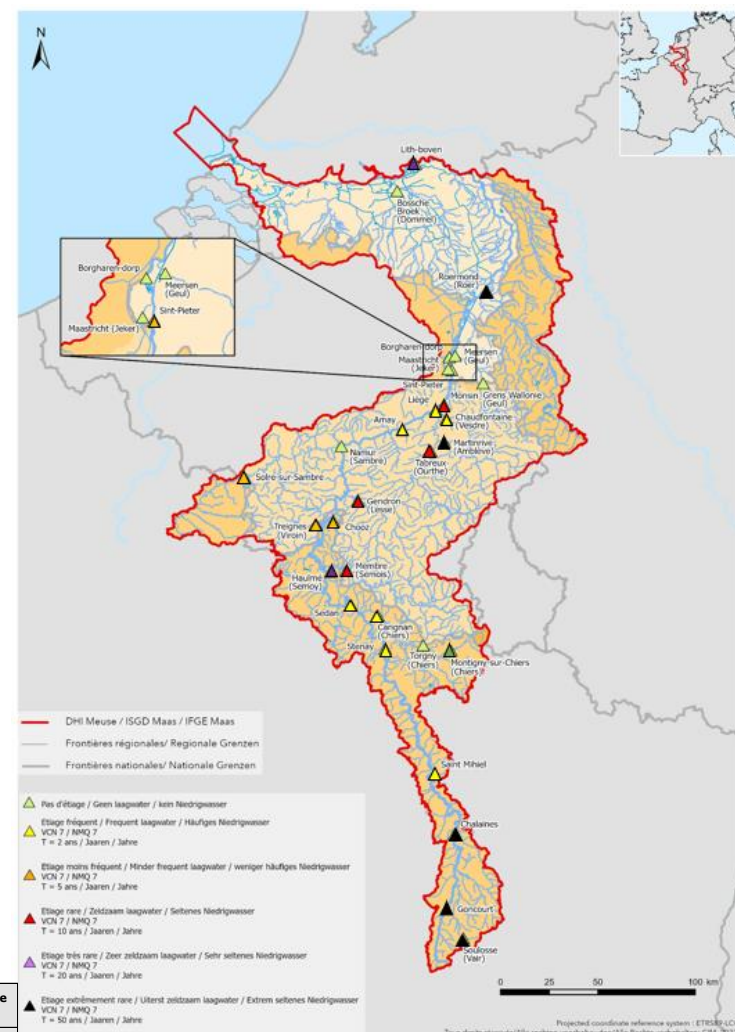 N
Lith-boven
Bossche
Broek
(Dommel)
Roermond
(Roer)
Borgharen-dorp
Meersen
(Geul)
Sint-Pieter
Maastricht (Jeker)
Borgharen-dorp
Meersen
(Geul)
Maastricht
(Jeker)
Sint-Pieter
Monsin
Grens Wallonie
(Geul)
Liège
Chaudfontaine
(Vesdre)
Amay
Martinrive
(Amblève)
Namur
(Sambre)
Tabreux
(Ourthe)
Solre-sur-Sambre
Gendron
(Lesse)
Treignes
(Viroin)
Chooz
Membre
(Semois)
Haulmé
(Semoy)
Sedan
Carignan
(Chiers)
Stenay
Torgny
(Chiers)
Montigny-sur-Chiers
(Chiers)
DHI Meuse / ISGD Maas / IFGE Maas
Frontières régionales/ Regionale Grenzen
Frontières nationales/ Nationale Grenzen
Saint Mihiel
Chalaines
Goncourt
Soulosse
(Vair)
Pas d'étiage / Geen laagwater / kein Niedrigwasser
Etiage fréquent / Frequent laagwater / Häufiges Niedrigwasser
VCN 7 / NMQ 7
T = 2 ans / Jaaren / Jahre
Etiage moins fréquent / Minder frequent laagwater / weniger häufiges Niedrigwasser
VCN 7 / NMQ 7
T = 5 ans / Jaaren / Jahre
Etiage rare / Zeldzaam laagwater / Seltenes Niedrigwasser
VCN 7 / NMQ 7
T = 10 ans / Jaaren / Jahre
Etiage très rare / Zeer zeldzaam laagwater / Sehr seltenes Niedrigwasser
VCN 7 / NMQ 7
T = 20 ans / Jaaren / Jahre
Etiage extrêmement rare / Uiterst zeldzaam laagwater / Extrem seltenes Niedrigwasser
VCN 7 / NMQ 7
T = 50 ans / Jaaren / Jahre
0 25 50 100 km
Projected coordinate reference system : ETRS89-LC